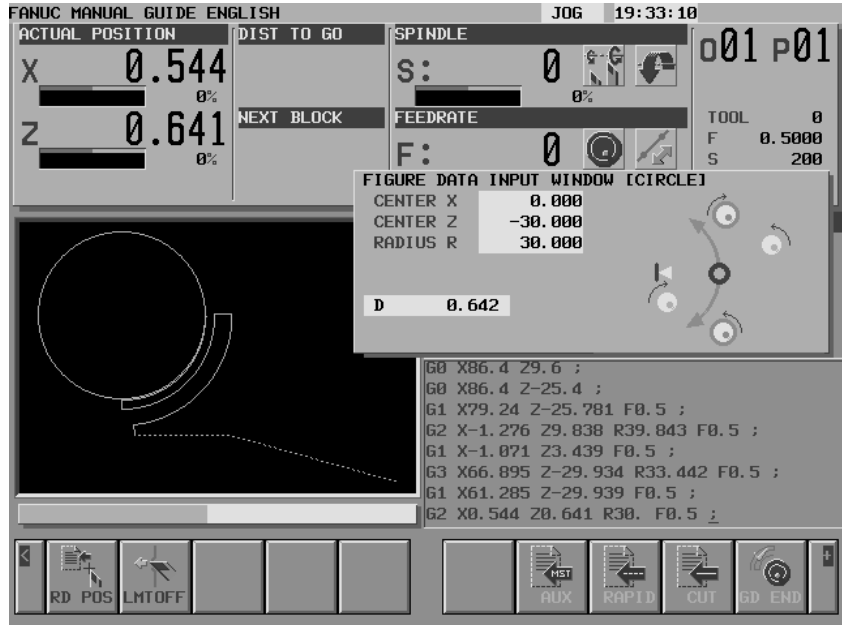 FANUC MANUAL GUIDE ENGLISH JOG 19:33:10
ACTUAL POSITION DIST TO GO SPINDLE O01 P01
X 0.544 S: 0
0% 0%
NEXT BLOCK FEEDRATE TOOL 0
Z 0.641 F: 0 F 0.5000
0% S 200
FIGURE DATA INPUT WINDOW [CIRCLE]
CENTER X 0.000
CENTER Z -30.000
RADIUS R 30.000
D 0.642
G0 X86.4 Z9.6 ;
G0 X86.4 Z-25.4 ;
G1 X79.24 Z-25.781 F0.5 ;
G2 X-1.276 Z9.838 R39.843 F0.5 ;
G1 X-1.071 Z3.439 F0.5 ;
G3 X66.895 Z-29.934 R33.442 F0.5 ;
G1 X61.285 Z-29.939 F0.5 ;
G2 X0.544 Z0.641 R30. F0.5 ;
< MST +
RD POS LMTOFF AUX RAPID CUT GD END